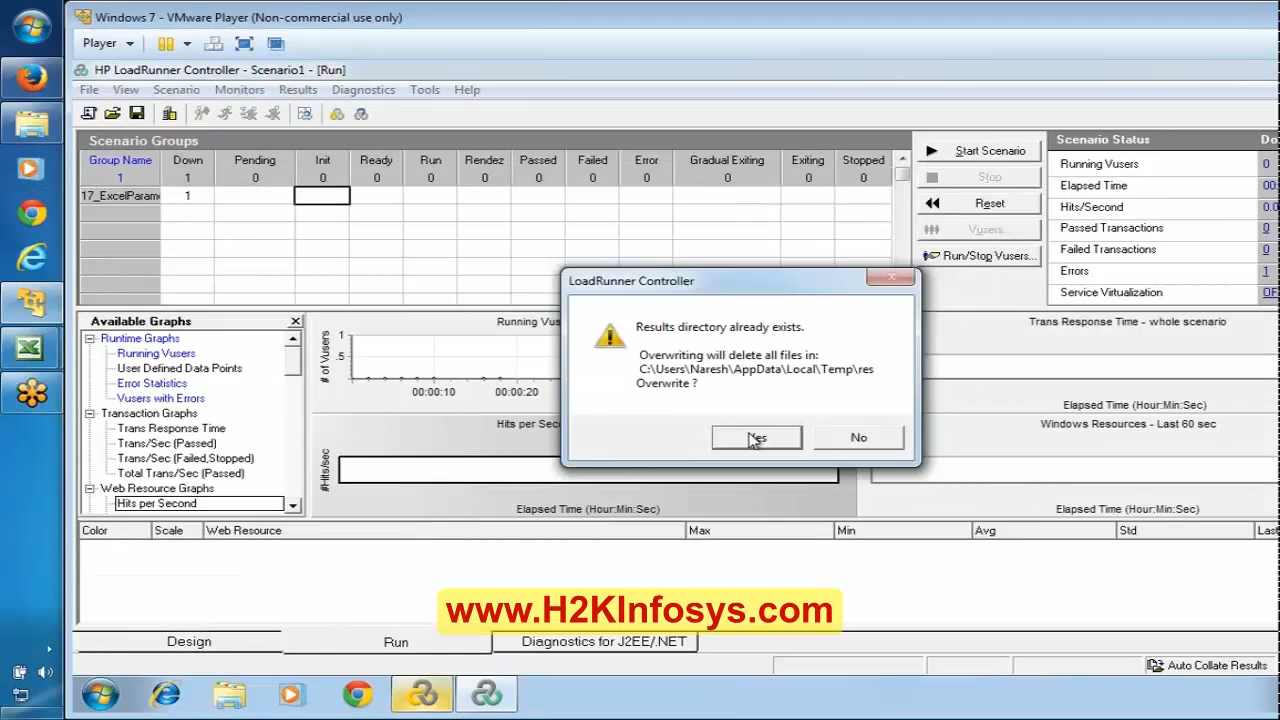 Windows 7 - VMware Player (Non-commercial use only)
Player
HP LoadRunner Controller - Scenario1 - [Run]
File View Scenario Monitors Results Diagnostics Tools Help
Scenario Groups
Group Name Down Pending Init Ready Run Rendez Passed Failed Error Gradual Exiting Exiting Stopped
1 1 0 0 0 0 0 0 0 0 0 0 0
17_ExcelParame 1
Start Scenario
Stop
Reset
Vusers...
Run/Stop Vusers...
Scenario Status
Running Vusers 0
Elapsed Time 00:
Hits/Second 0.0
Passed Transactions 0
Failed Transactions 0
Errors 1
Service Virtualization
Available Graphs
Runtime Graphs
Running Vusers
User Defined Data Points
Error Statistics
Vusers with Errors
Transaction Graphs
Trans Response Time
Trans/Sec (Passed)
Trans/Sec (Failed,Stopped)
Total Trans/Sec (Passed)
Web Resource Graphs
Hits per Second
Running Vus
# of Vusers
1
.5
0
00:00:10 00:00:20
Hits per Seco
#Hits/sec
Elapsed Time (Hour:Min:Sec)
Trans Response Time - whole scenario
Elapsed Time (Hour:Min:Sec)
Windows Resources - Last 60 sec
Elapsed Time (Hour:Min:Sec)
LoadRunner Controller
Results directory already exists.
Overwriting will delete all files in:
C:\Users\Naresh\AppData\Local\Temp\res
Overwrite ?
Yes No
Color Scale Web Resource Max Min Avg Std Last
www.H2KInfosys.com
Design Run Diagnostics for J2EE/.NET
Auto Collate Results